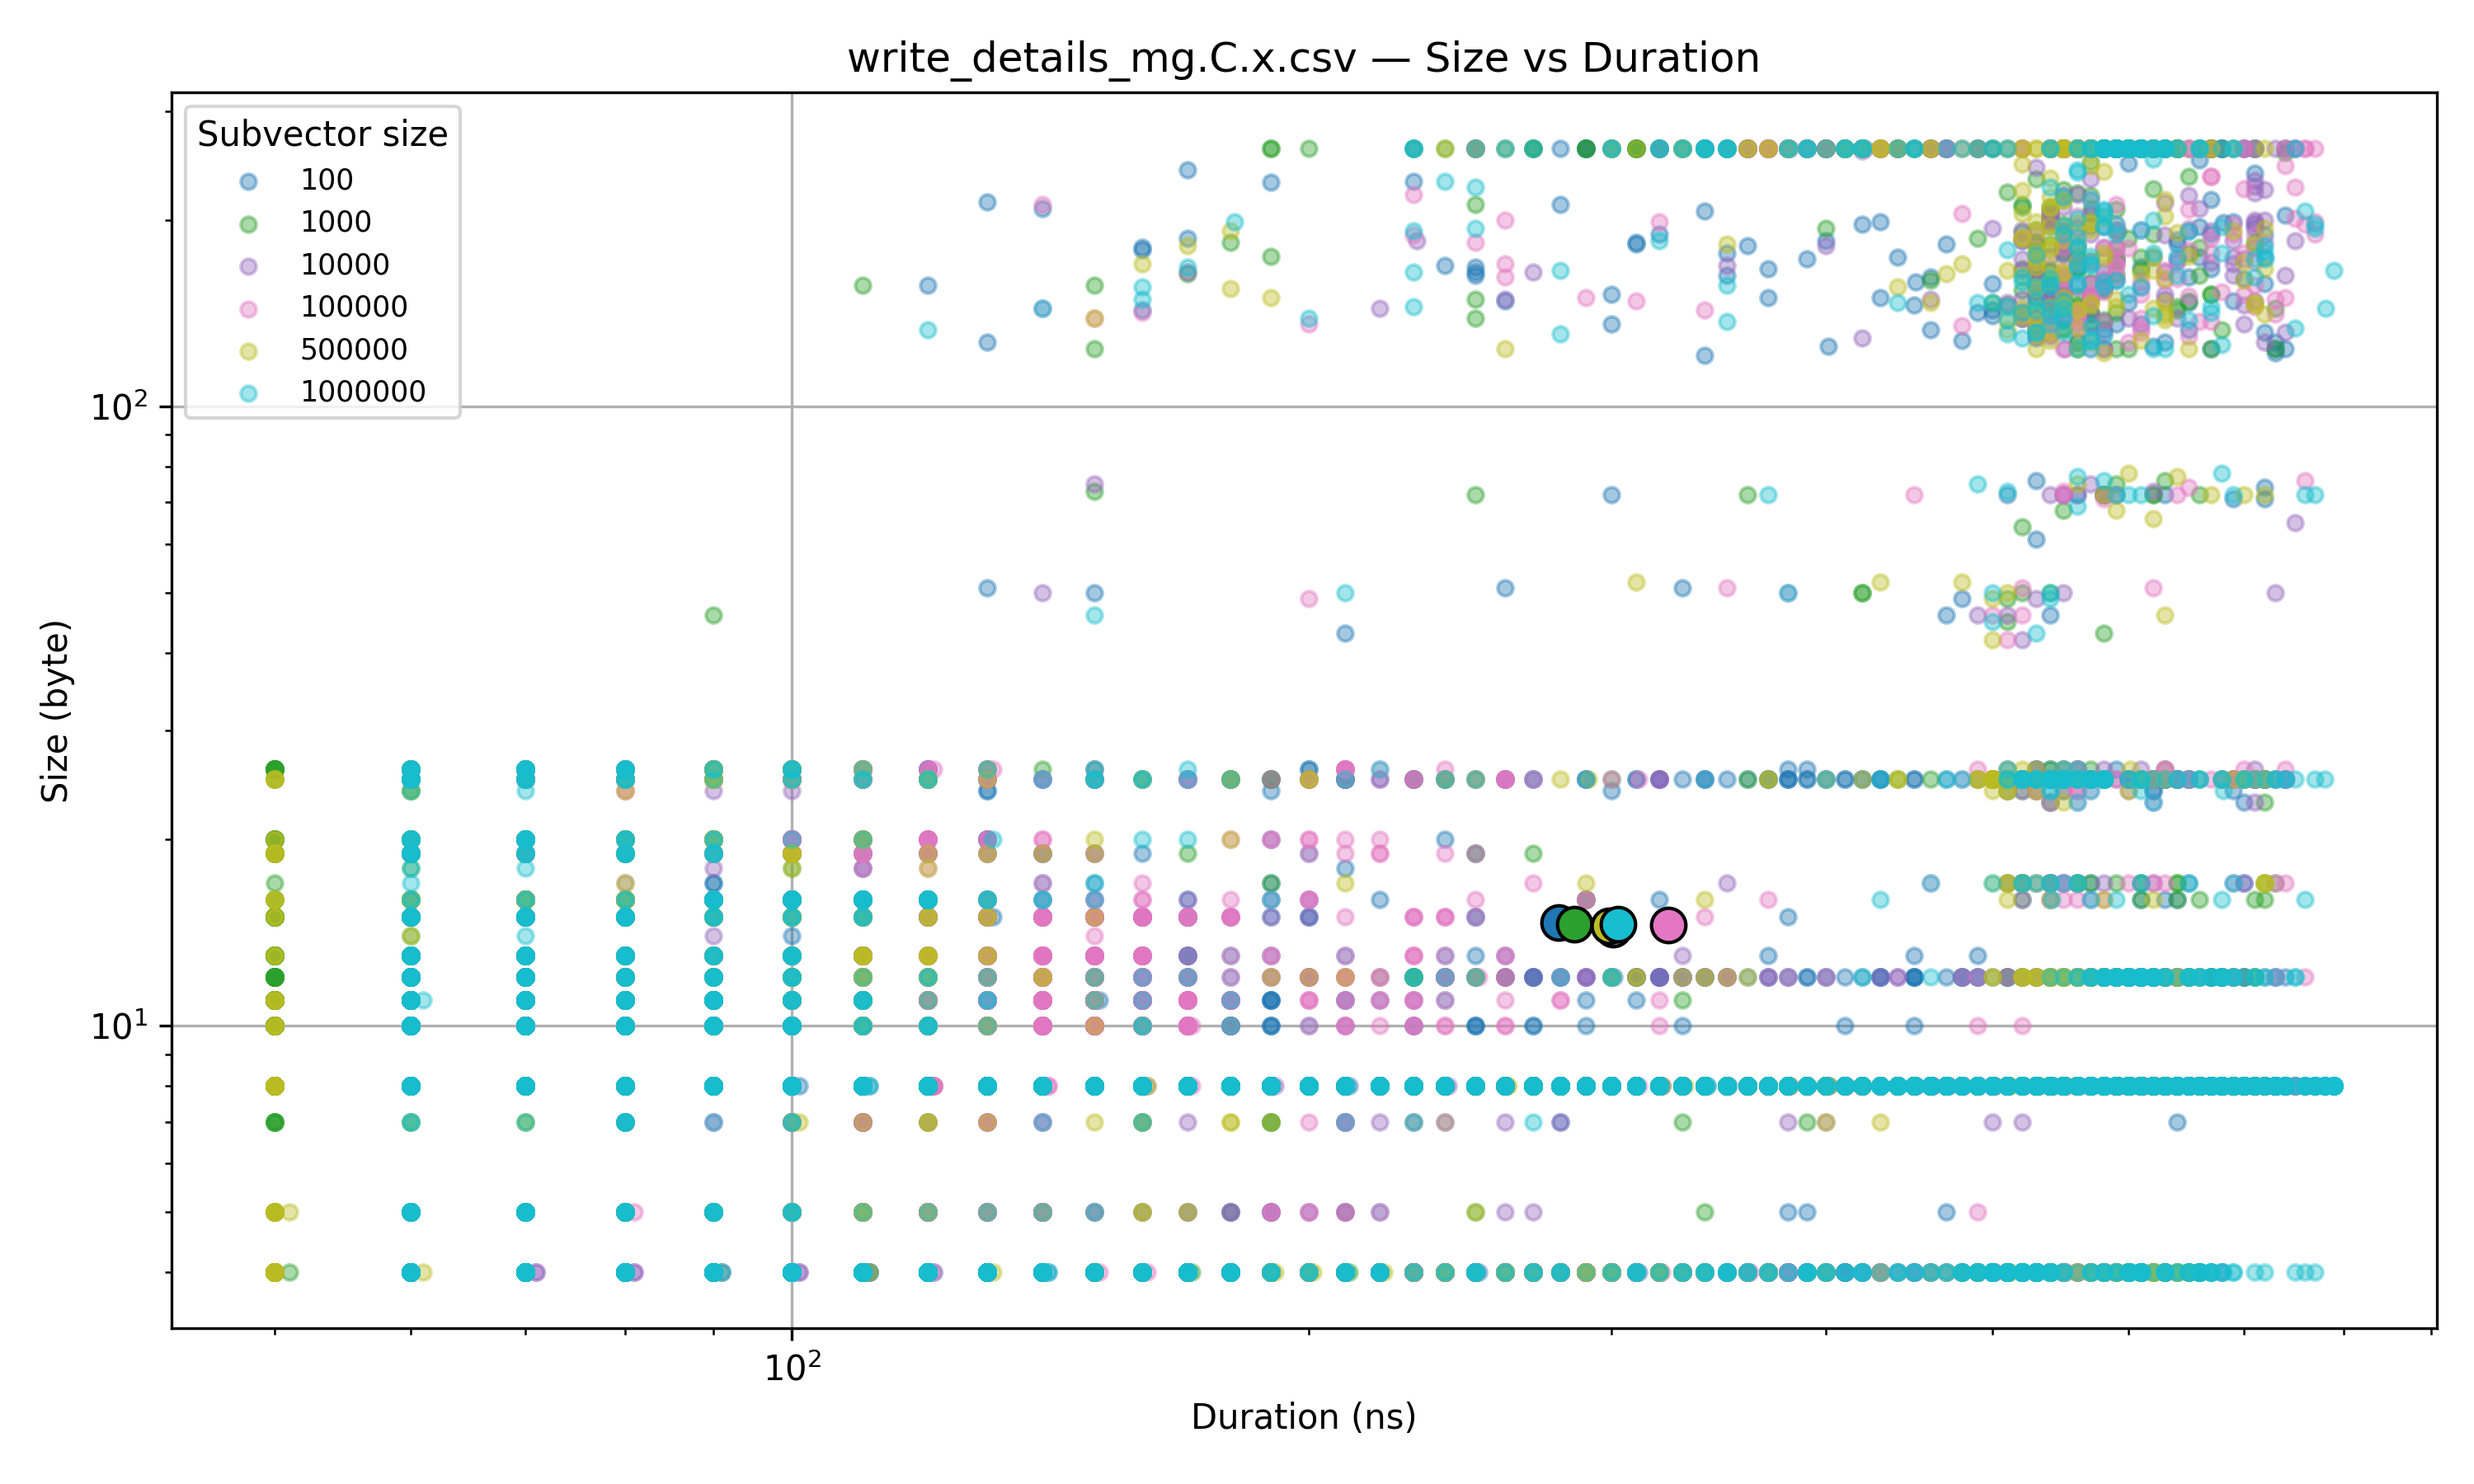 write_details_mg.C.x.csv — Size vs Duration
Subvector size
100
1000
10000
100000
500000
1000000
Size (byte)
10²
10¹
10²
Duration (ns)